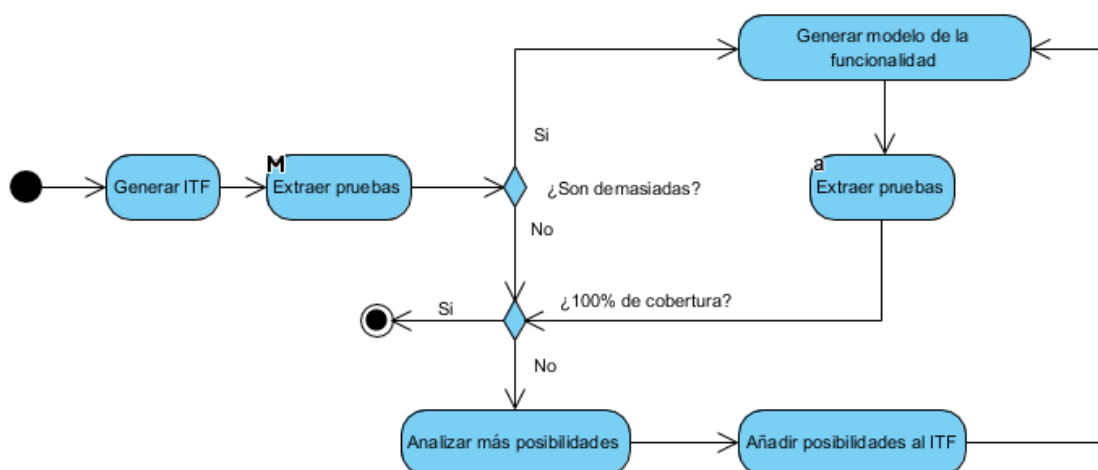 Generar modelo de la
funcionalidad
Si
M
a
Generar ITF
Extraer pruebas
¿Son demasiadas?
Extraer pruebas
No
¿100% de cobertura?
Si
No
Analizar más posibilidades
Añadir posibilidades al ITF